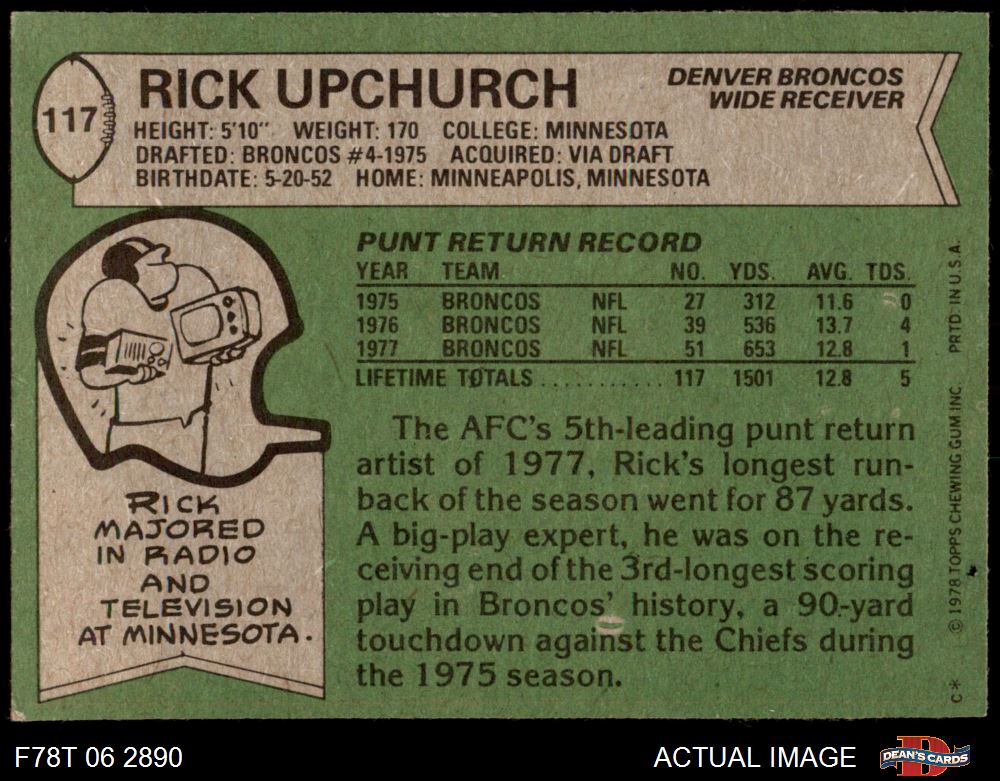 117
RICK UPCHURCH
DENVER BRONCOS
WIDE RECEIVER
HEIGHT: 5'10" WEIGHT: 170 COLLEGE: MINNESOTA
DRAFTED: BRONCOS #4-1975 ACQUIRED: VIA DRAFT
BIRTHDATE: 5-20-52 HOME: MINNEAPOLIS, MINNESOTA
PUNT RETURN RECORD
YEAR TEAM NO. YDS. AVG. TDS.
1975 BRONCOS NFL 27 312 11.6 0
1976 BRONCOS NFL 39 536 13.7 4
1977 BRONCOS NFL 51 653 12.8 1
LIFETIME TOTALS........... 117 1501 12.8 5
The AFC's 5th-leading punt return
artist of 1977, Rick's longest run-
back of the season went for 87 yards.
A big-play expert, he was on the re-
ceiving end of the 3rd-longest scoring
play in Broncos' history, a 90-yard
touchdown against the Chiefs during
the 1975 season.
RICK
MAJORED
IN RADIO
AND
TELEVISION
AT MINNESOTA.
C* © 1978 TOPPS CHEWING GUM INC. PRTD IN U.S.A.
F78T 06 2890
ACTUAL IMAGE
D
DEAN'S CARDS